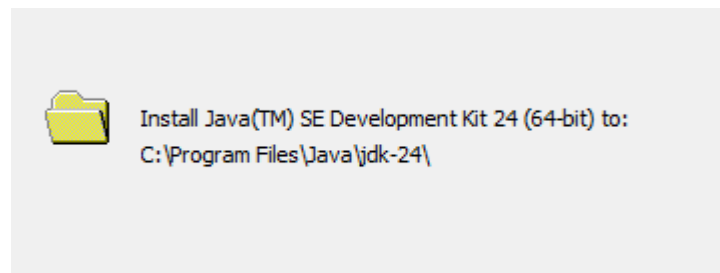 Install Java(TM) SE Development Kit 24 (64-bit) to:
C:\Program Files\Java\jdk-24\